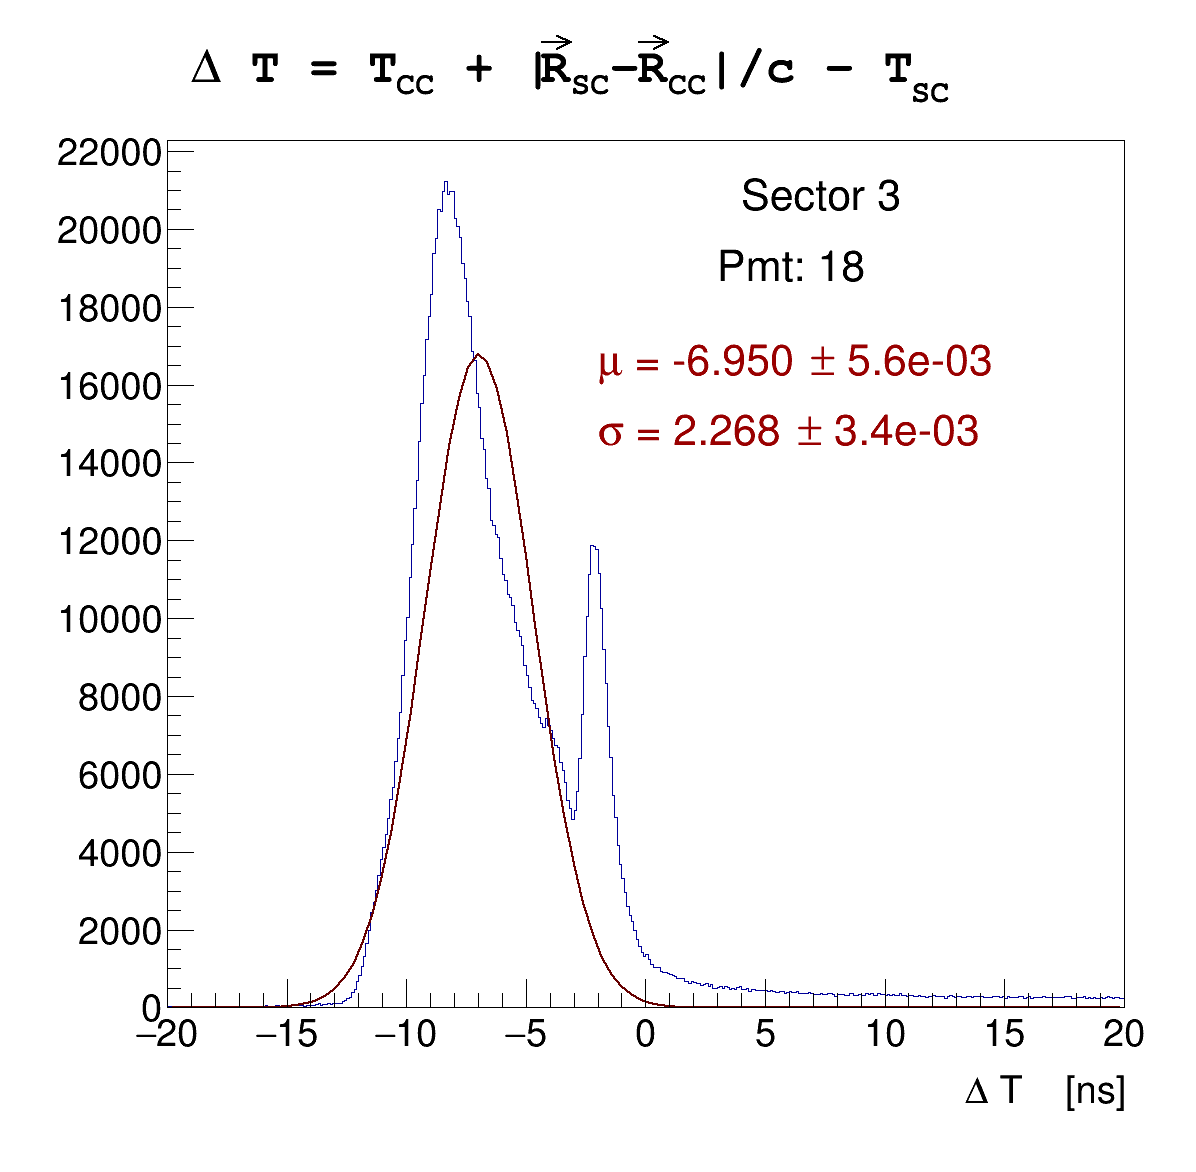 Δ T = T_CC + |R⃗_SC−R⃗_CC|/c − T_SC
22000
Sector 3
20000
Pmt: 18
18000
μ = -6.950 ± 5.6e-03
16000
σ = 2.268 ± 3.4e-03
14000
12000
10000
8000
6000
4000
2000
0
−20 −15 −10 −5 0 5 10 15 20
Δ T [ns]